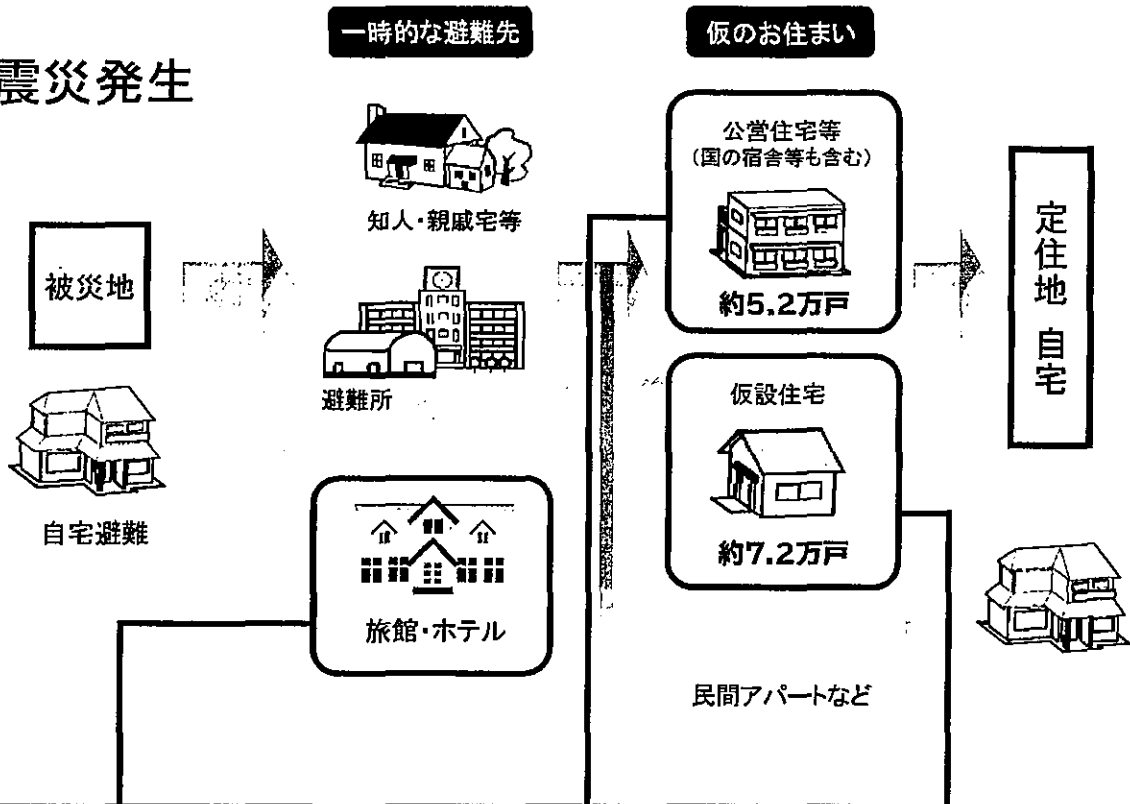 震災発生
一時的な避難先
仮のお住まい
被災地
自宅避難
知人・親戚宅等
避難所
旅館・ホテル
公営住宅等
(国の宿舎等も含む)
約5.2万戸
仮設住宅
約7.2万戸
民間アパートなど
定住地 自宅